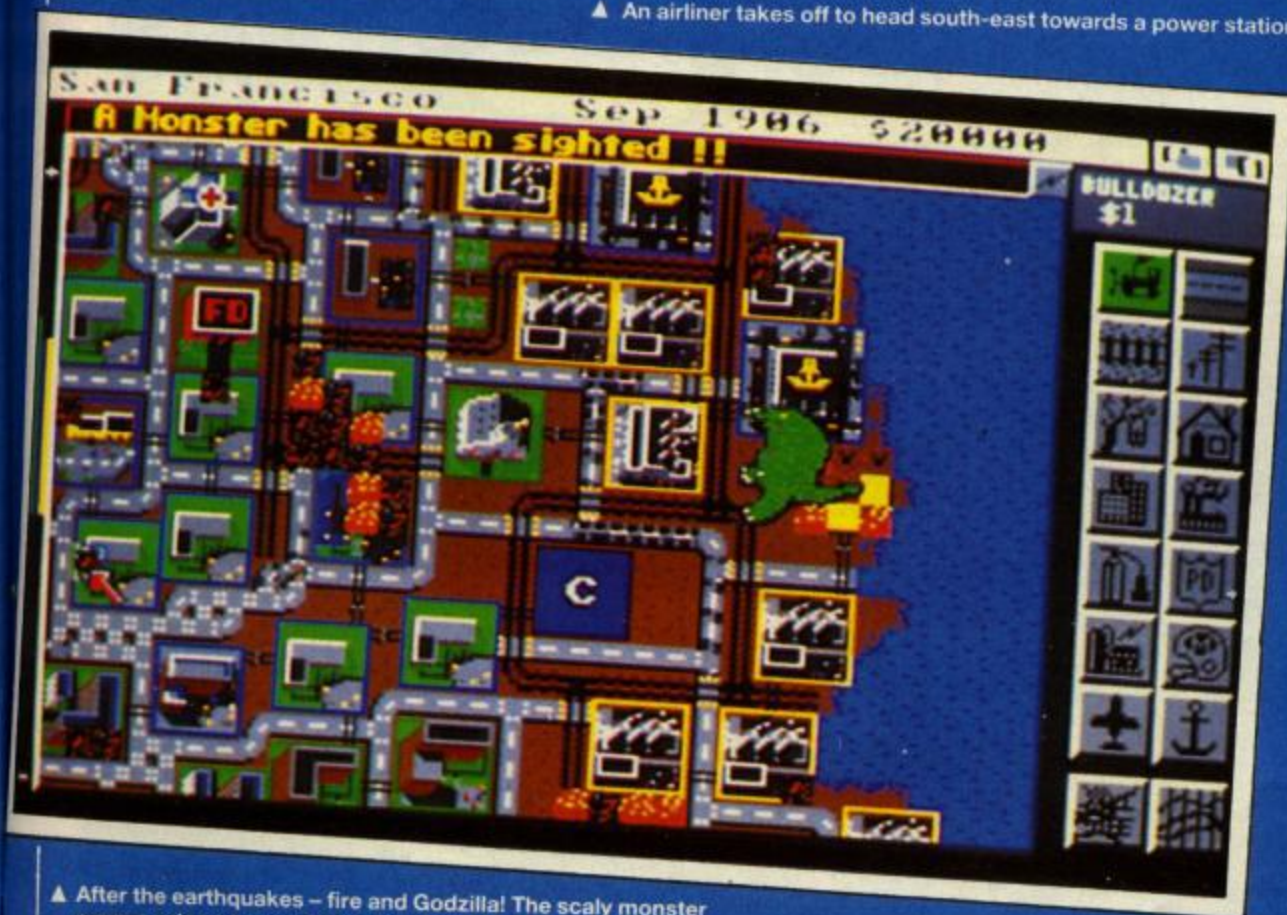 ▲ An airliner takes off to head south-east towards a power station
San Francisco Sep 1906 $20000
A Monster has been sighted !!
BULLDOZER
$1
FD
C
PD
▲ After the earthquakes – fire and Godzilla! The scaly monster